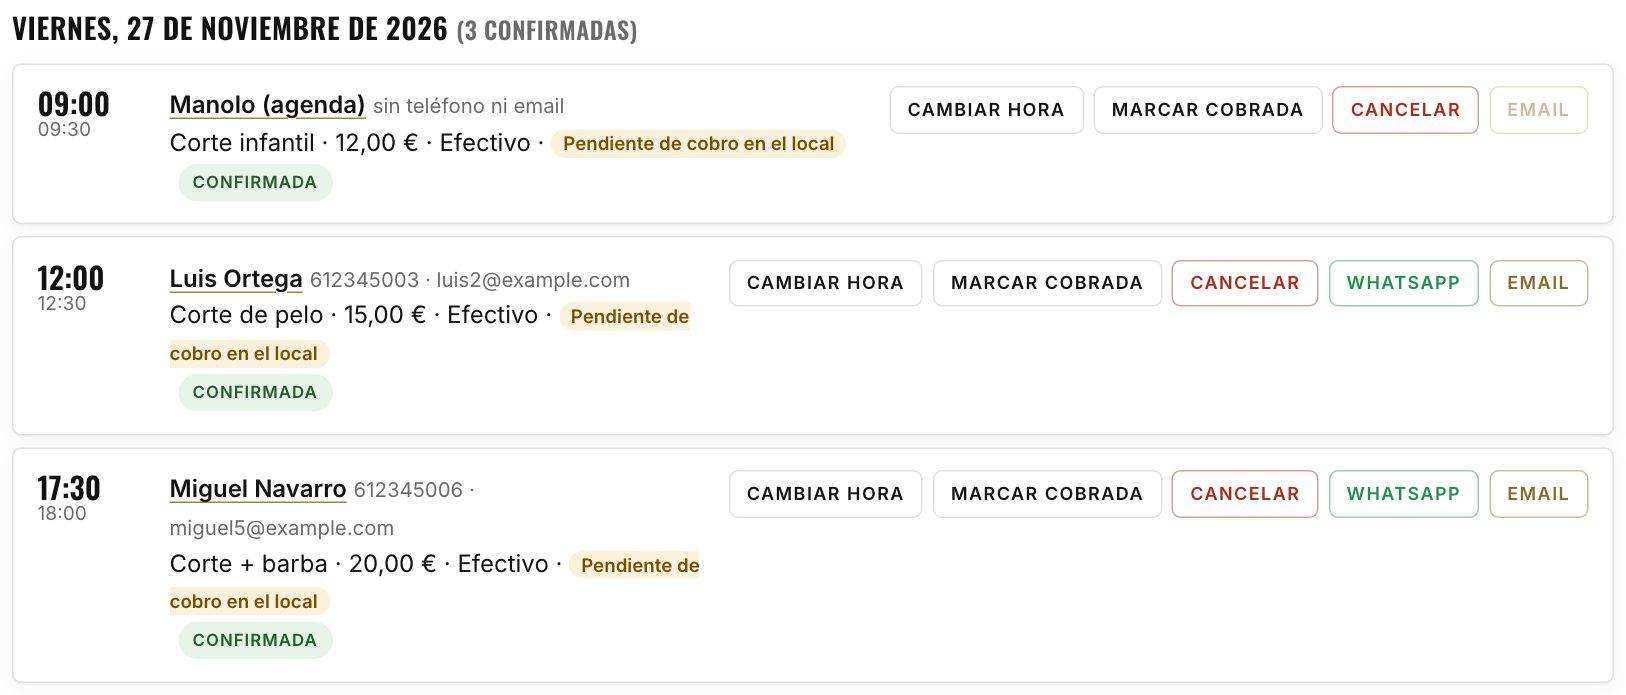 VIERNES, 27 DE NOVIEMBRE DE 2026 (3 CONFIRMADAS)
09:00
09:30
Manolo (agenda) sin teléfono ni email
Corte infantil · 12,00 € · Efectivo · Pendiente de cobro en el local
CONFIRMADA
CAMBIAR HORA MARCAR COBRADA CANCELAR EMAIL
12:00
12:30
Luis Ortega 612345003 · luis2@example.com
Corte de pelo · 15,00 € · Efectivo · Pendiente de
cobro en el local
CONFIRMADA
CAMBIAR HORA MARCAR COBRADA CANCELAR WHATSAPP EMAIL
17:30
18:00
Miguel Navarro 612345006 ·
miguel5@example.com
Corte + barba · 20,00 € · Efectivo · Pendiente de
cobro en el local
CONFIRMADA
CAMBIAR HORA MARCAR COBRADA CANCELAR WHATSAPP EMAIL